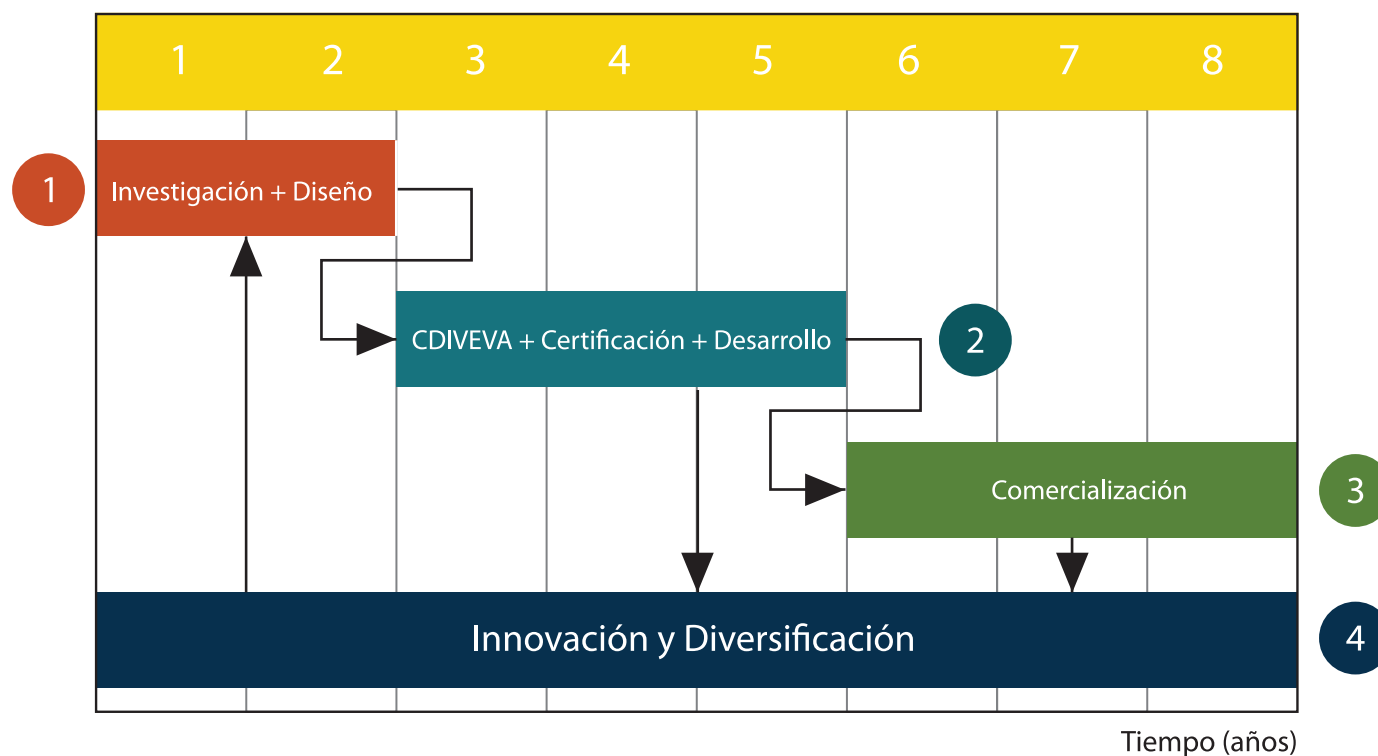 1 2 3 4 5 6 7 8
1 Investigación + Diseño
CDIVEVA + Certificación + Desarrollo 2
Comercialización 3
Innovación y Diversificación 4
Tiempo (años)